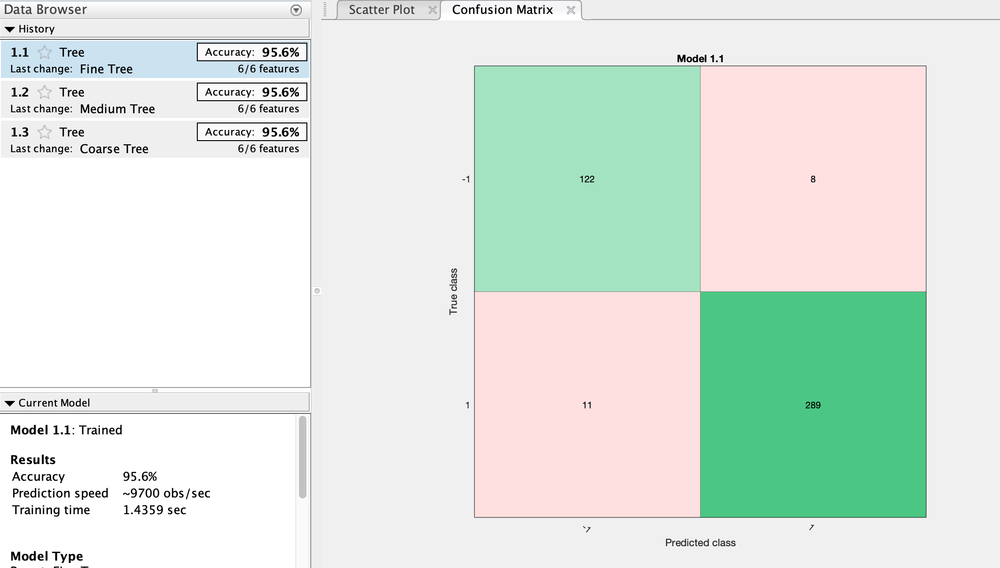 Data Browser
History
1.1 Tree Accuracy: 95.6%
Last change: Fine Tree 6/6 features
1.2 Tree Accuracy: 95.6%
Last change: Medium Tree 6/6 features
1.3 Tree Accuracy: 95.6%
Last change: Coarse Tree 6/6 features
Current Model
Model 1.1: Trained
Results
Accuracy 95.6%
Prediction speed ~9700 obs/sec
Training time 1.4359 sec
Model Type
Scatter Plot Confusion Matrix
Model 1.1
-1 122 8
True class
1 11 289
-1 1
Predicted class